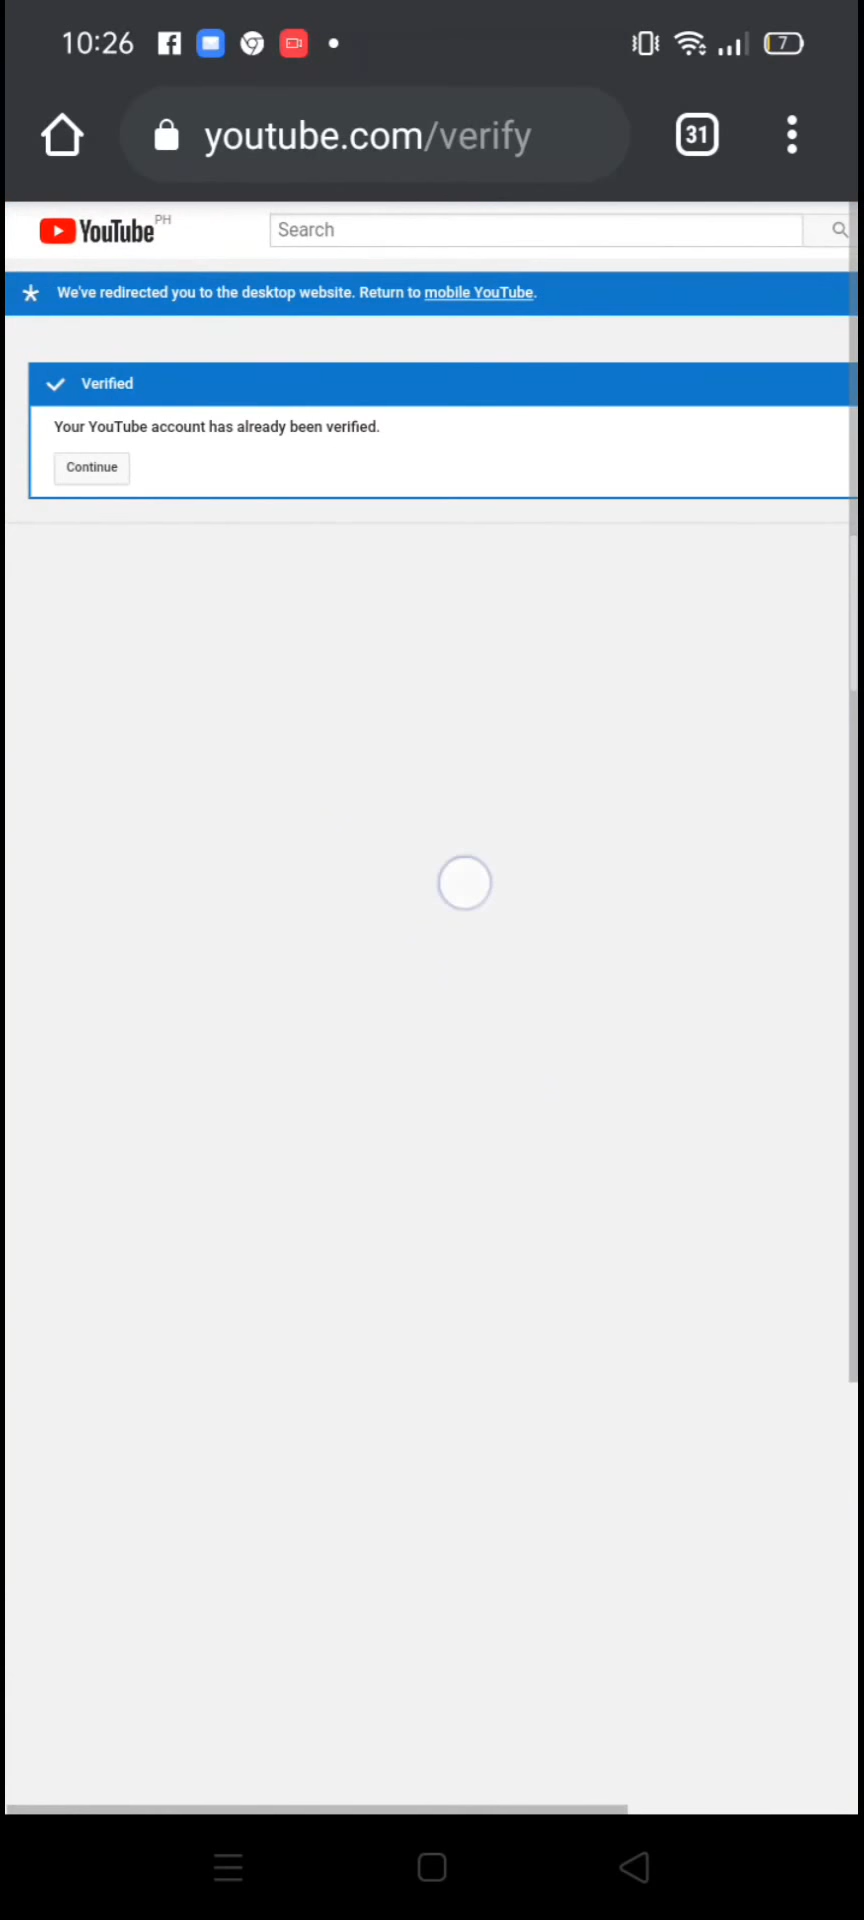 10:26
7
youtube.com/verify
31
YouTube PH
Search
We've redirected you to the desktop website. Return to mobile YouTube.
Verified
Your YouTube account has already been verified.
Continue